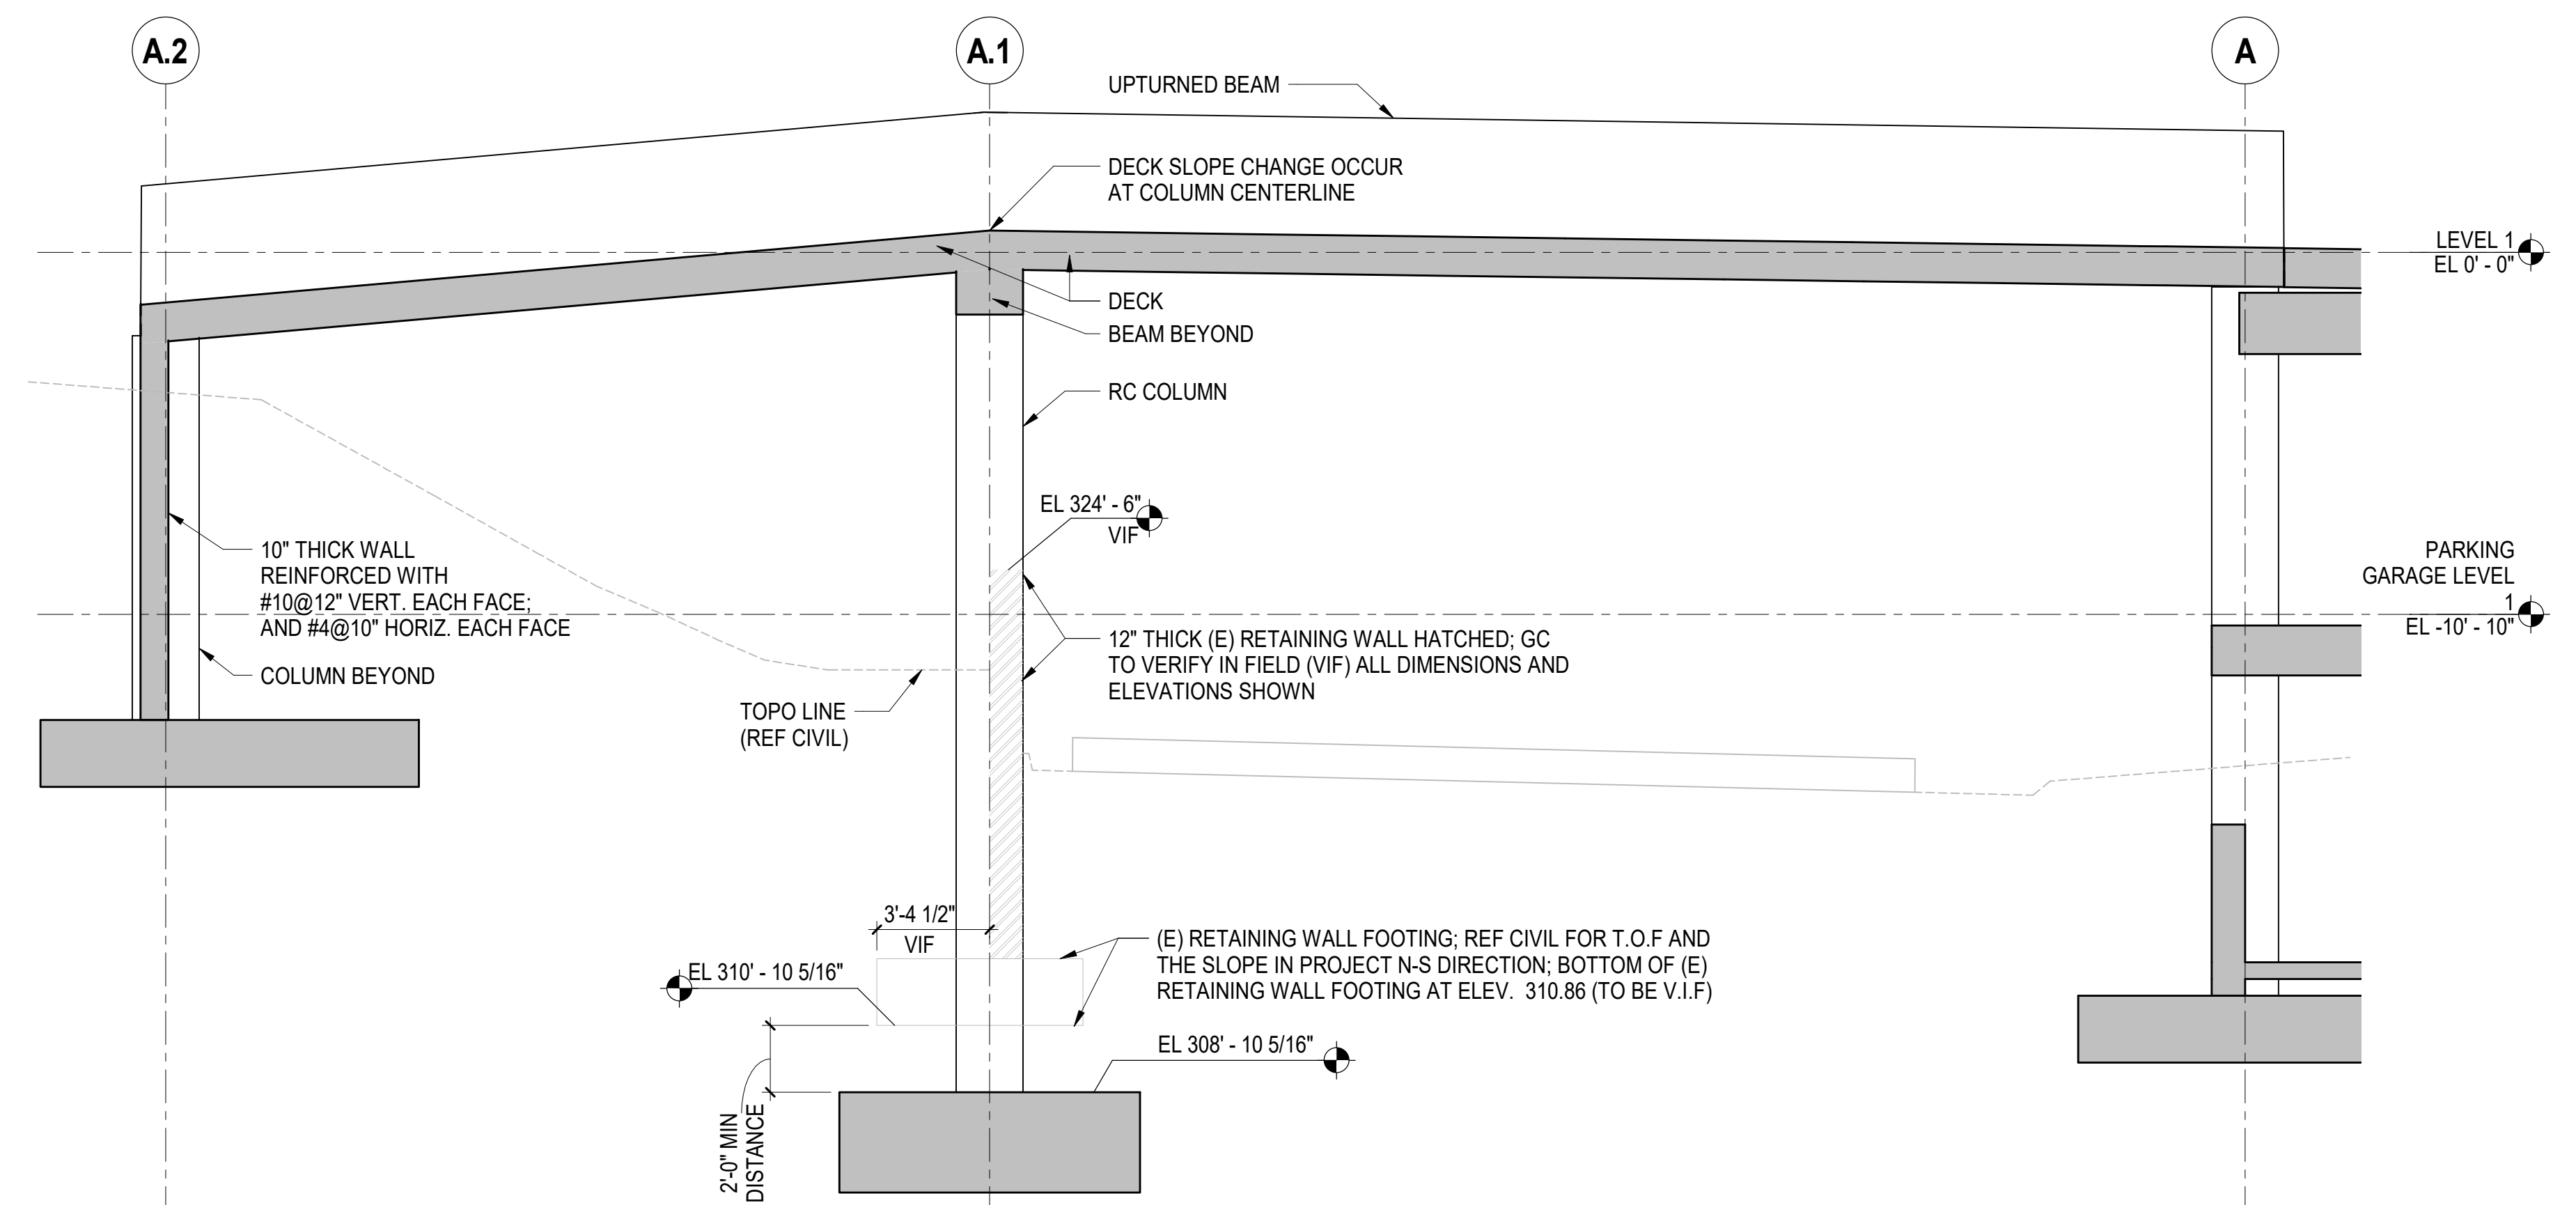 A.2
A.1
A
UPTURNED BEAM
DECK SLOPE CHANGE OCCUR
AT COLUMN CENTERLINE
LEVEL 1
EL 0' - 0"
DECK
BEAM BEYOND
RC COLUMN
EL 324' - 6"
VIF
10" THICK WALL
REINFORCED WITH
#10@12" VERT. EACH FACE;
AND #4@10" HORIZ. EACH FACE
COLUMN BEYOND
PARKING
GARAGE LEVEL
1
EL -10' - 10"
12" THICK (E) RETAINING WALL HATCHED; GC
TO VERIFY IN FIELD (VIF) ALL DIMENSIONS AND
ELEVATIONS SHOWN
TOPO LINE
(REF CIVIL)
3'-4 1/2"
VIF
(E) RETAINING WALL FOOTING; REF CIVIL FOR T.O.F AND
THE SLOPE IN PROJECT N-S DIRECTION; BOTTOM OF (E)
RETAINING WALL FOOTING AT ELEV. 310.86 (TO BE V.I.F)
EL 310' - 10 5/16"
EL 308' - 10 5/16"
2'-0" MIN
DISTANCE